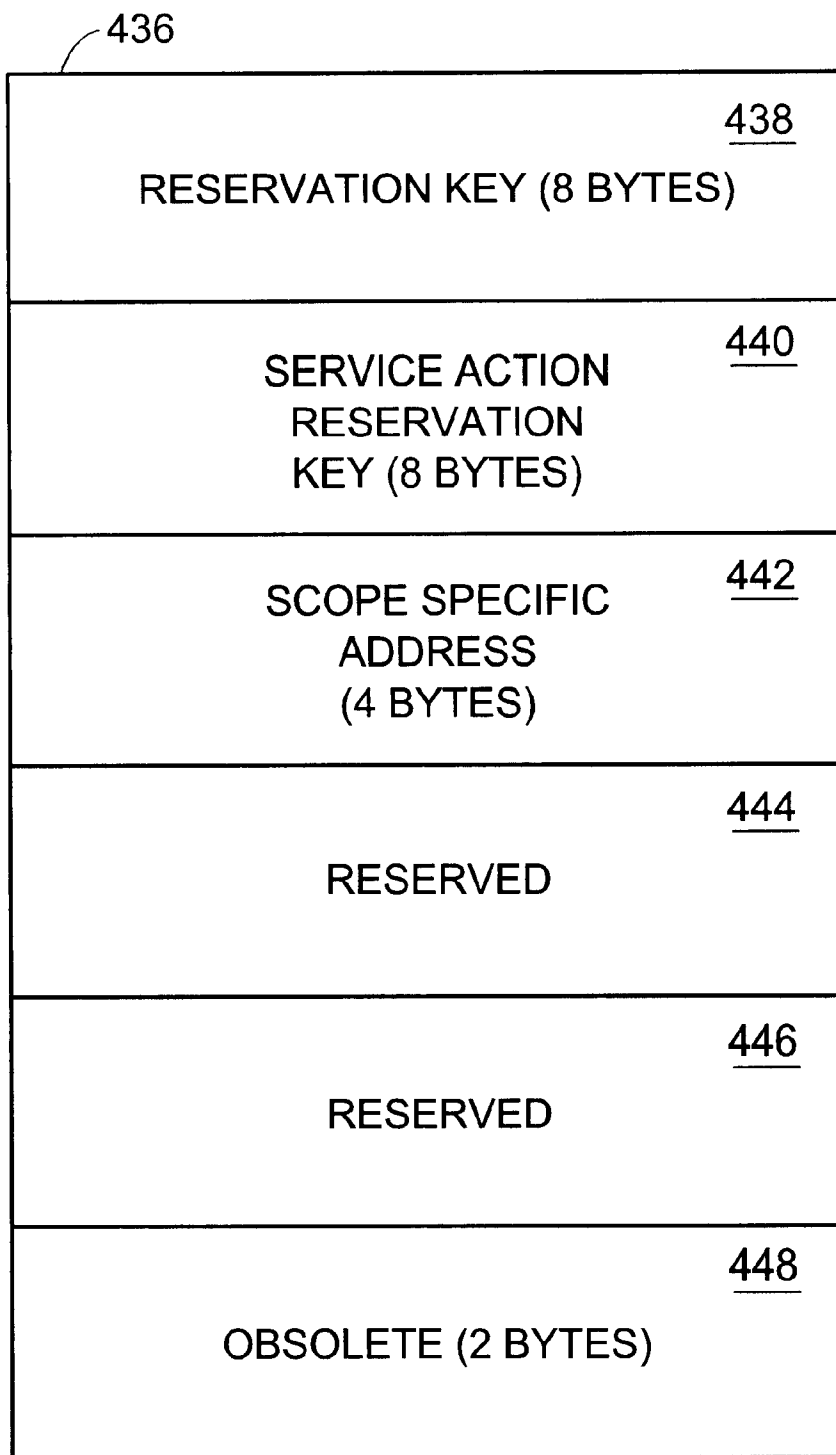 436
438
RESERVATION KEY (8 BYTES)
440
SERVICE ACTION
RESERVATION
KEY (8 BYTES)
442
SCOPE SPECIFIC
ADDRESS
(4 BYTES)
444
RESERVED
446
RESERVED
448
OBSOLETE (2 BYTES)